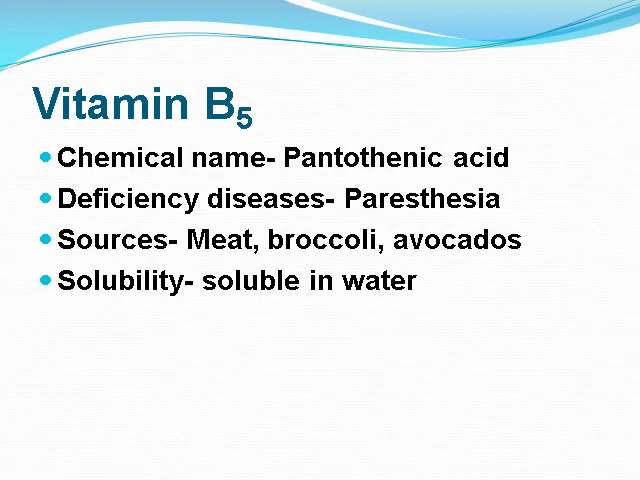 Vitamin B₅
• Chemical name- Pantothenic acid
• Deficiency diseases- Paresthesia
• Sources- Meat, broccoli, avocados
• Solubility- soluble in water